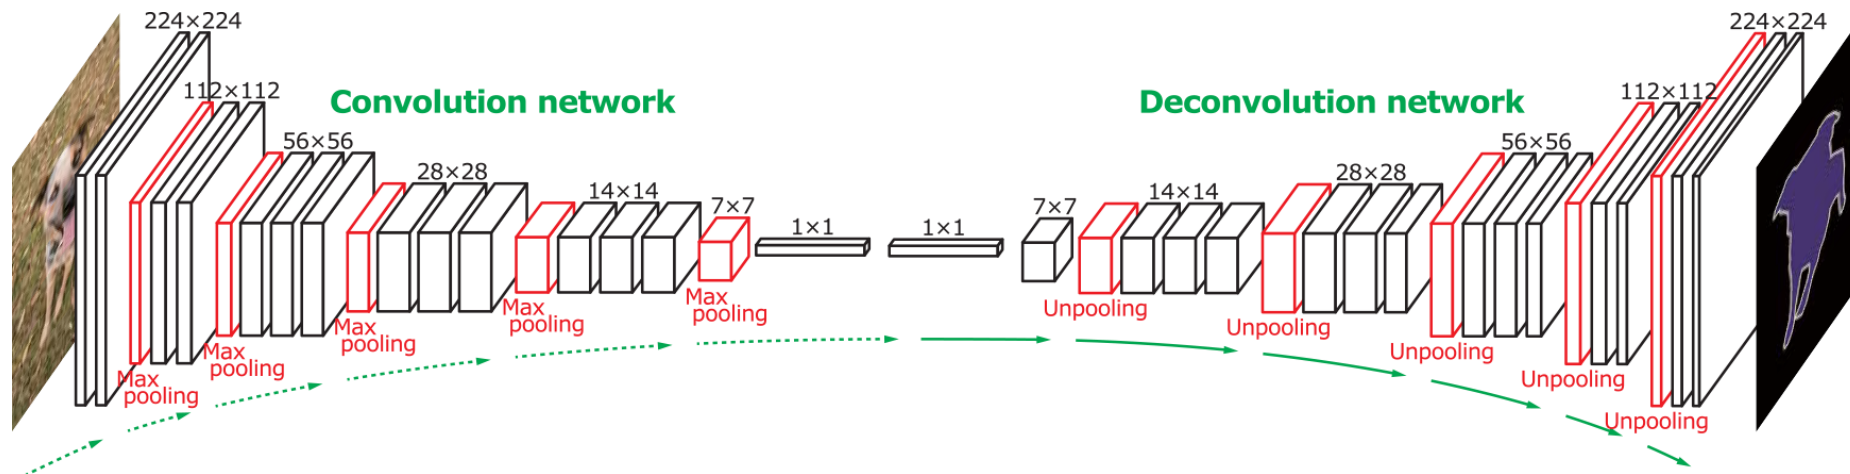 224×224
112×112
Convolution network
56×56
28×28
14×14
7×7
1×1
1×1
7×7
14×14
28×28
56×56
Deconvolution network
112×112
224×224
Max
pooling
Max
pooling
Max
pooling
Max
pooling
Max
pooling
Unpooling
Unpooling
Unpooling
Unpooling
Unpooling